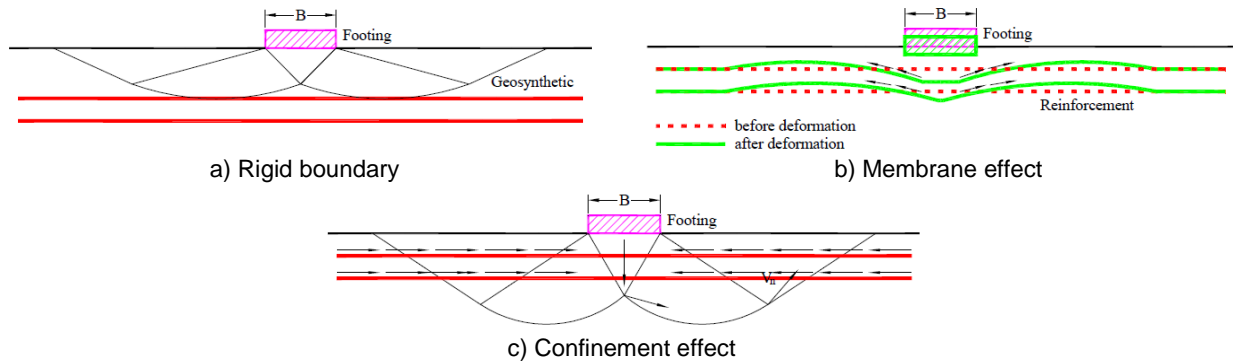 B
Footing
Geosynthetic
a) Rigid boundary
B
Footing
Reinforcement
before deformation
after deformation
b) Membrane effect
B
Footing
c) Confinement effect